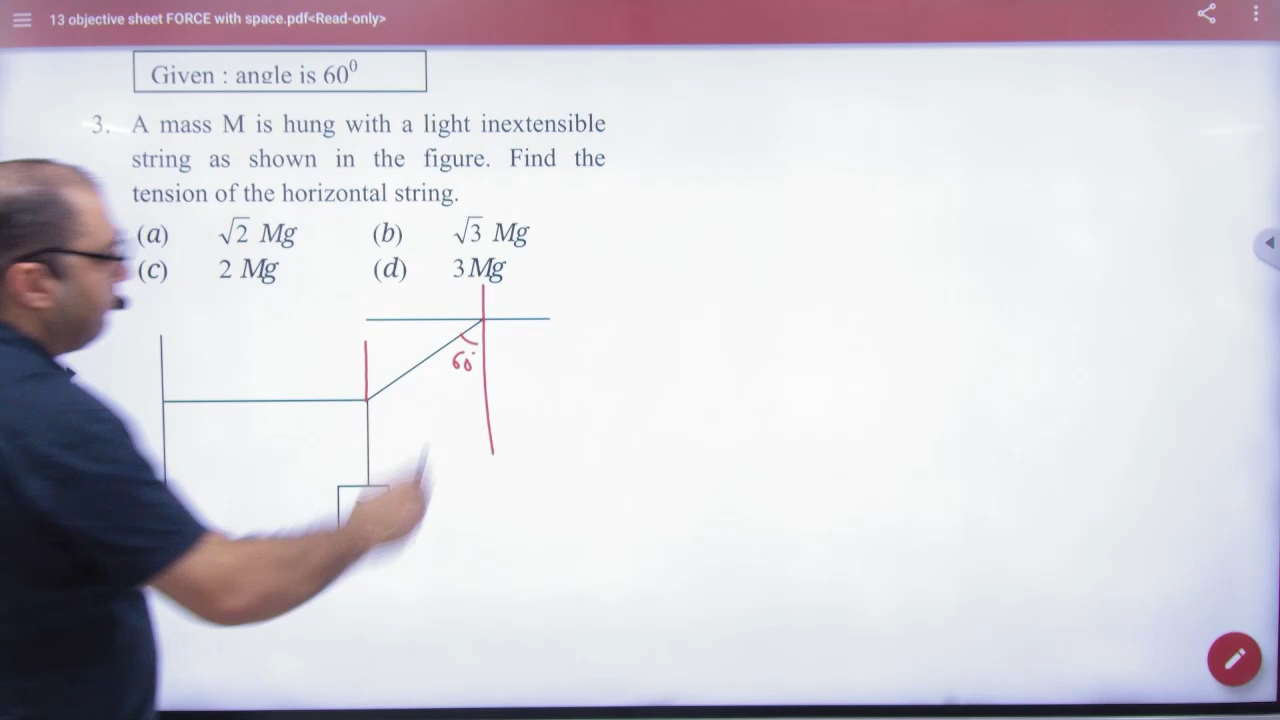 13 objective sheet FORCE with space.pdf<Read-only>
Given : angle is 60⁰
3. A mass M is hung with a light inextensible
string as shown in the figure. Find the
tension of the horizontal string.
(a) √2 Mg (b) √3 Mg
(c) 2 Mg (d) 3Mg
60°